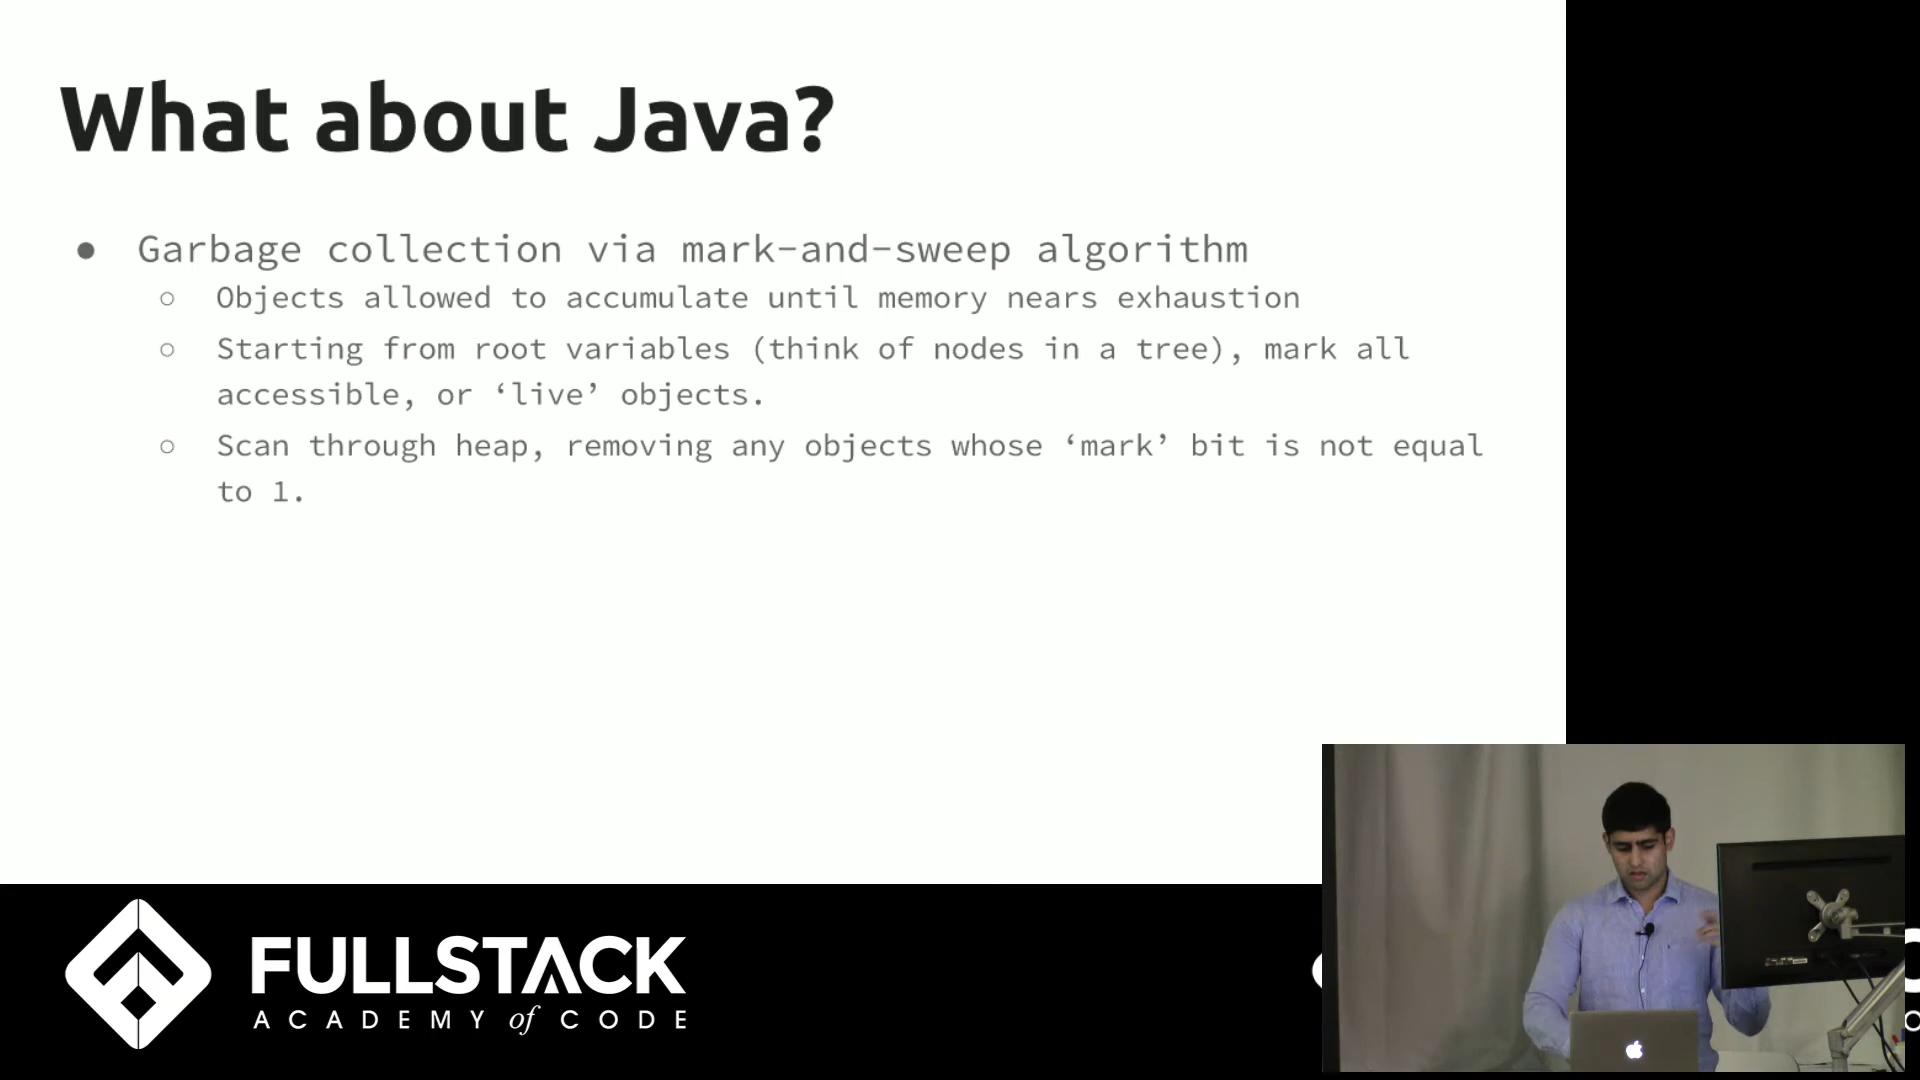 What about Java?
● Garbage collection via mark-and-sweep algorithm
○ Objects allowed to accumulate until memory nears exhaustion
○ Starting from root variables (think of nodes in a tree), mark all
accessible, or ‘live’ objects.
○ Scan through heap, removing any objects whose ‘mark’ bit is not equal
to 1.
FULLSTACK
ACADEMY of CODE